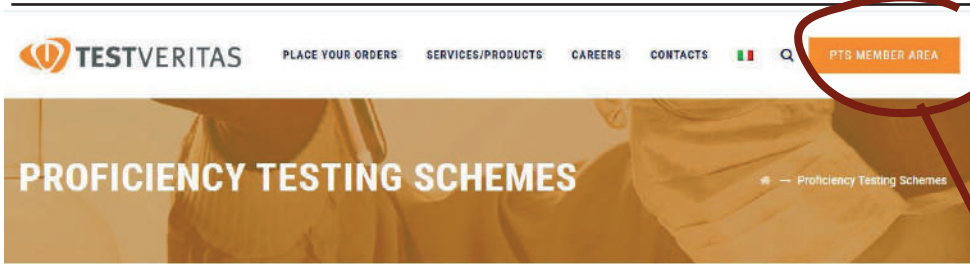 TESTVERITAS PLACE YOUR ORDERS SERVICES/PRODUCTS CAREERS CONTACTS PTS MEMBER AREA
PROFICIENCY TESTING SCHEMES
→ Proficiency Testing Schemes